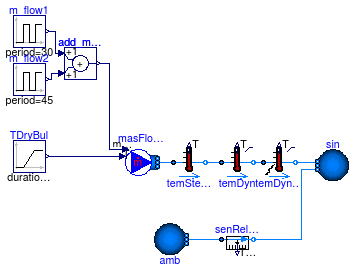 m_flow1
period=30
m_flow2
period=45
add_m...
+1
+
+1
TDryBul
duratio...
m...
masFlo...
m
T
T
T
temSte...
temDyn...
temDyn...
sin
senRel...
T...
amb